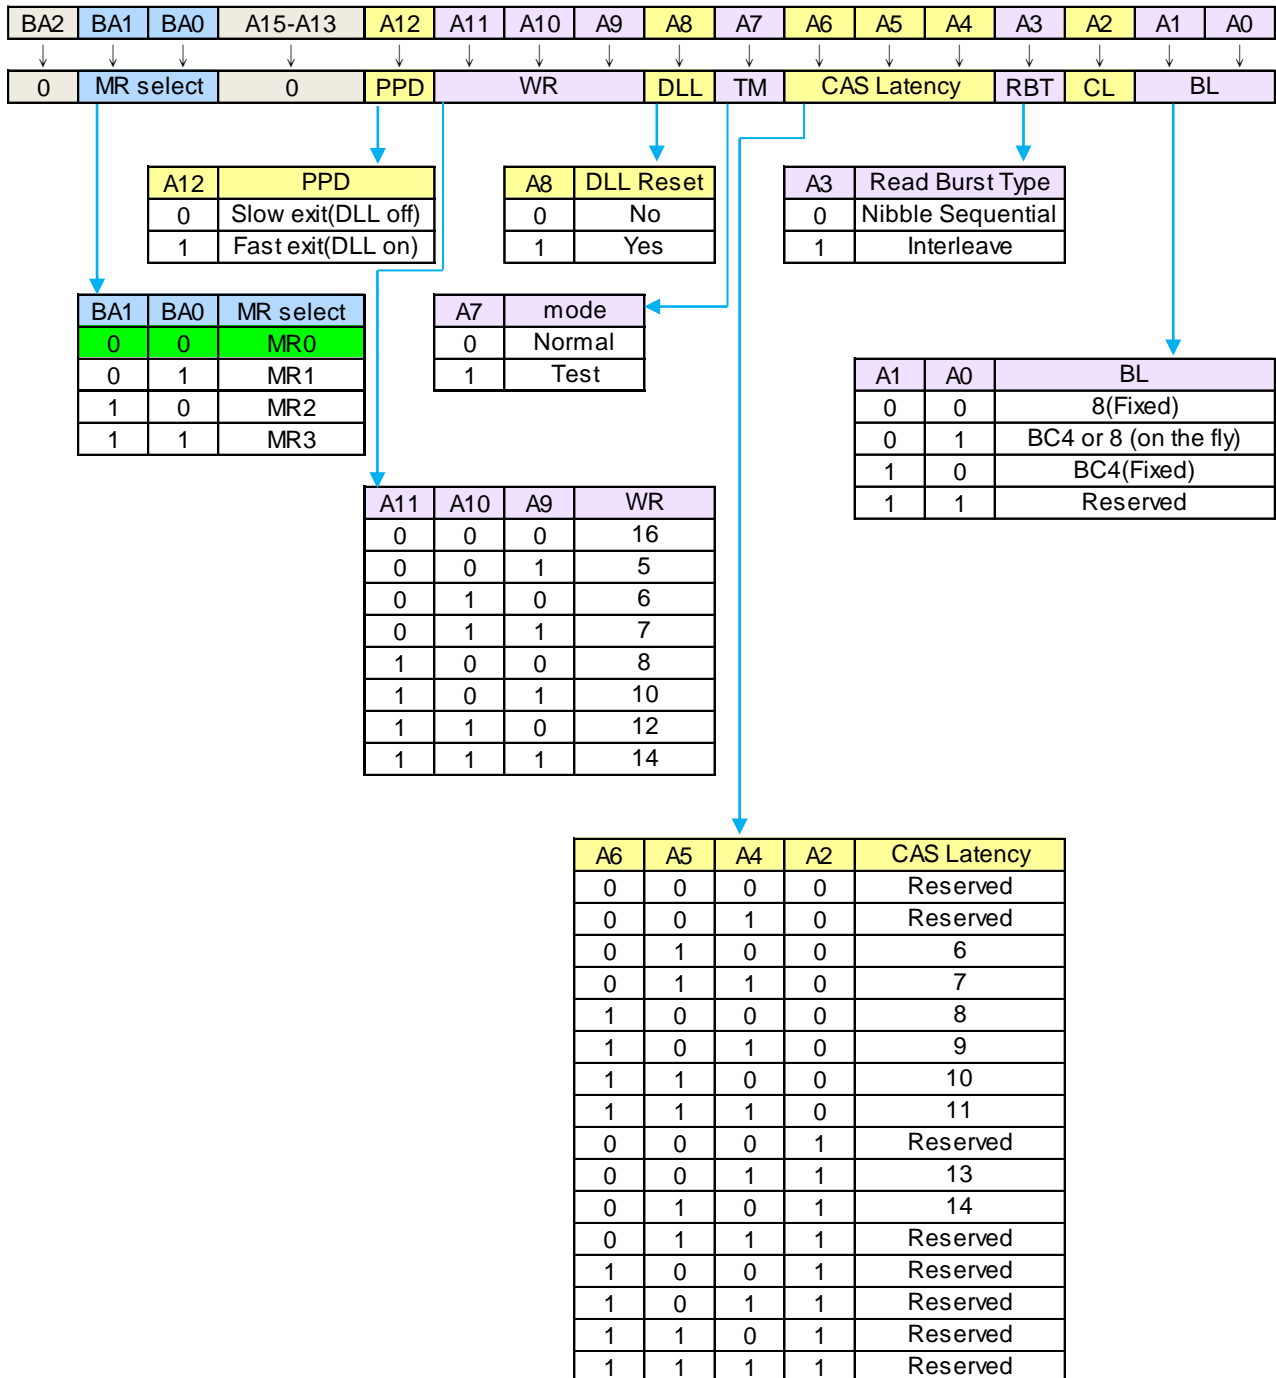 BA2 BA1 BA0 A15-A13 A12 A11 A10 A9 A8 A7 A6 A5 A4 A3 A2 A1 A0
0 MR select 0 PPD WR DLL TM CAS Latency RBT CL BL
A12 PPD
0 Slow exit(DLL off)
1 Fast exit(DLL on)
A8 DLL Reset
0 No
1 Yes
A3 Read Burst Type
0 Nibble Sequential
1 Interleave
BA1 BA0 MR select
0 0 MR0
0 1 MR1
1 0 MR2
1 1 MR3
A7 mode
0 Normal
1 Test
A1 A0 BL
0 0 8(Fixed)
0 1 BC4 or 8 (on the fly)
1 0 BC4(Fixed)
1 1 Reserved
A11 A10 A9 WR
0 0 0 16
0 0 1 5
0 1 0 6
0 1 1 7
1 0 0 8
1 0 1 10
1 1 0 12
1 1 1 14
A6 A5 A4 A2 CAS Latency
0 0 0 0 Reserved
0 0 1 0 Reserved
0 1 0 0 6
0 1 1 0 7
1 0 0 0 8
1 0 1 0 9
1 1 0 0 10
1 1 1 0 11
0 0 0 1 Reserved
0 0 1 1 13
0 1 0 1 14
0 1 1 1 Reserved
1 0 0 1 Reserved
1 0 1 1 Reserved
1 1 0 1 Reserved
1 1 1 1 Reserved